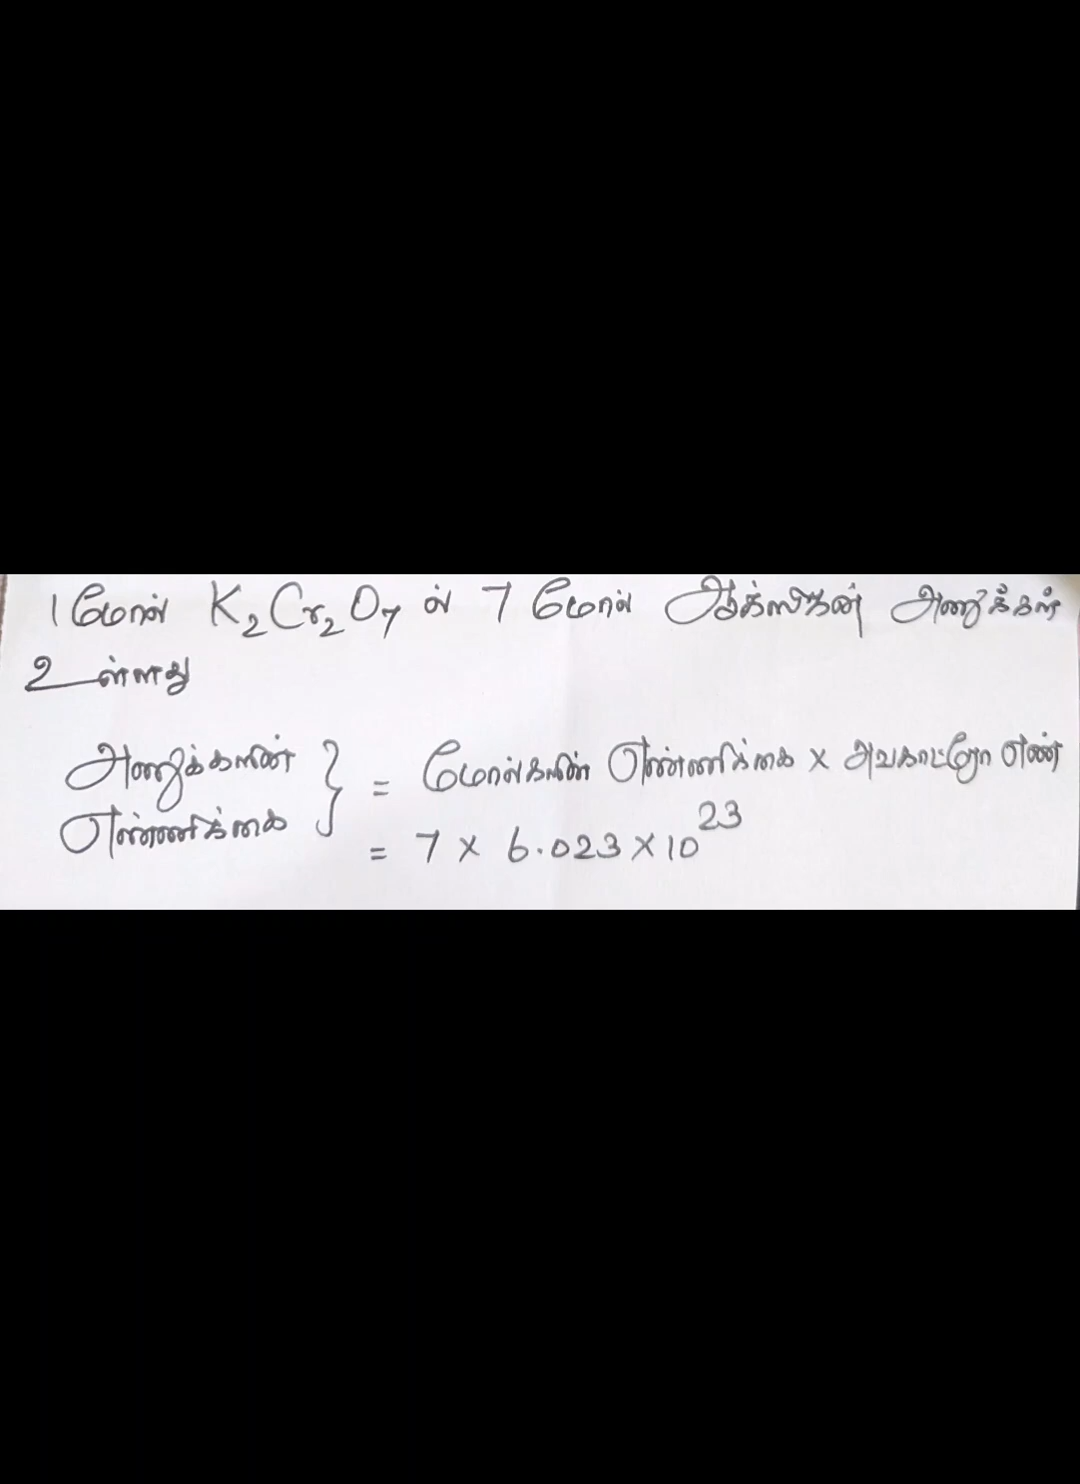 1 மோல் K₂Cr₂O₇ ல் 7 மோல் ஆக்ஸிஜன் அணுக்கள்
உள்ளது
அணுக்களின் } = மோல்களின் எண்ணிக்கை × அவகாட்ரோ எண்
எண்ணிக்கை
= 7 × 6.023 × 10²³